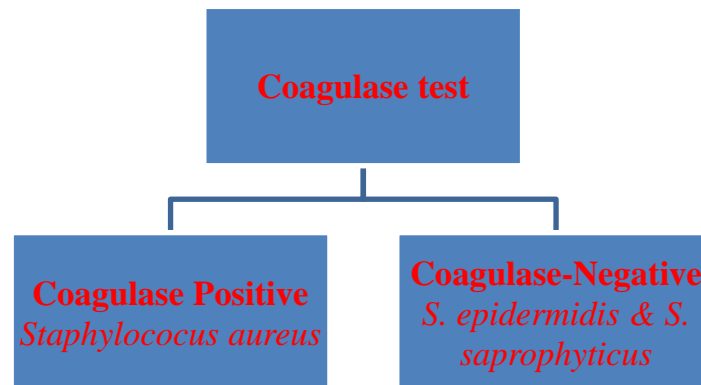 Coagulase test
Coagulase Positive
Staphylococus aureus
Coagulase-Negative
S. epidermidis & S.
saprophyticus